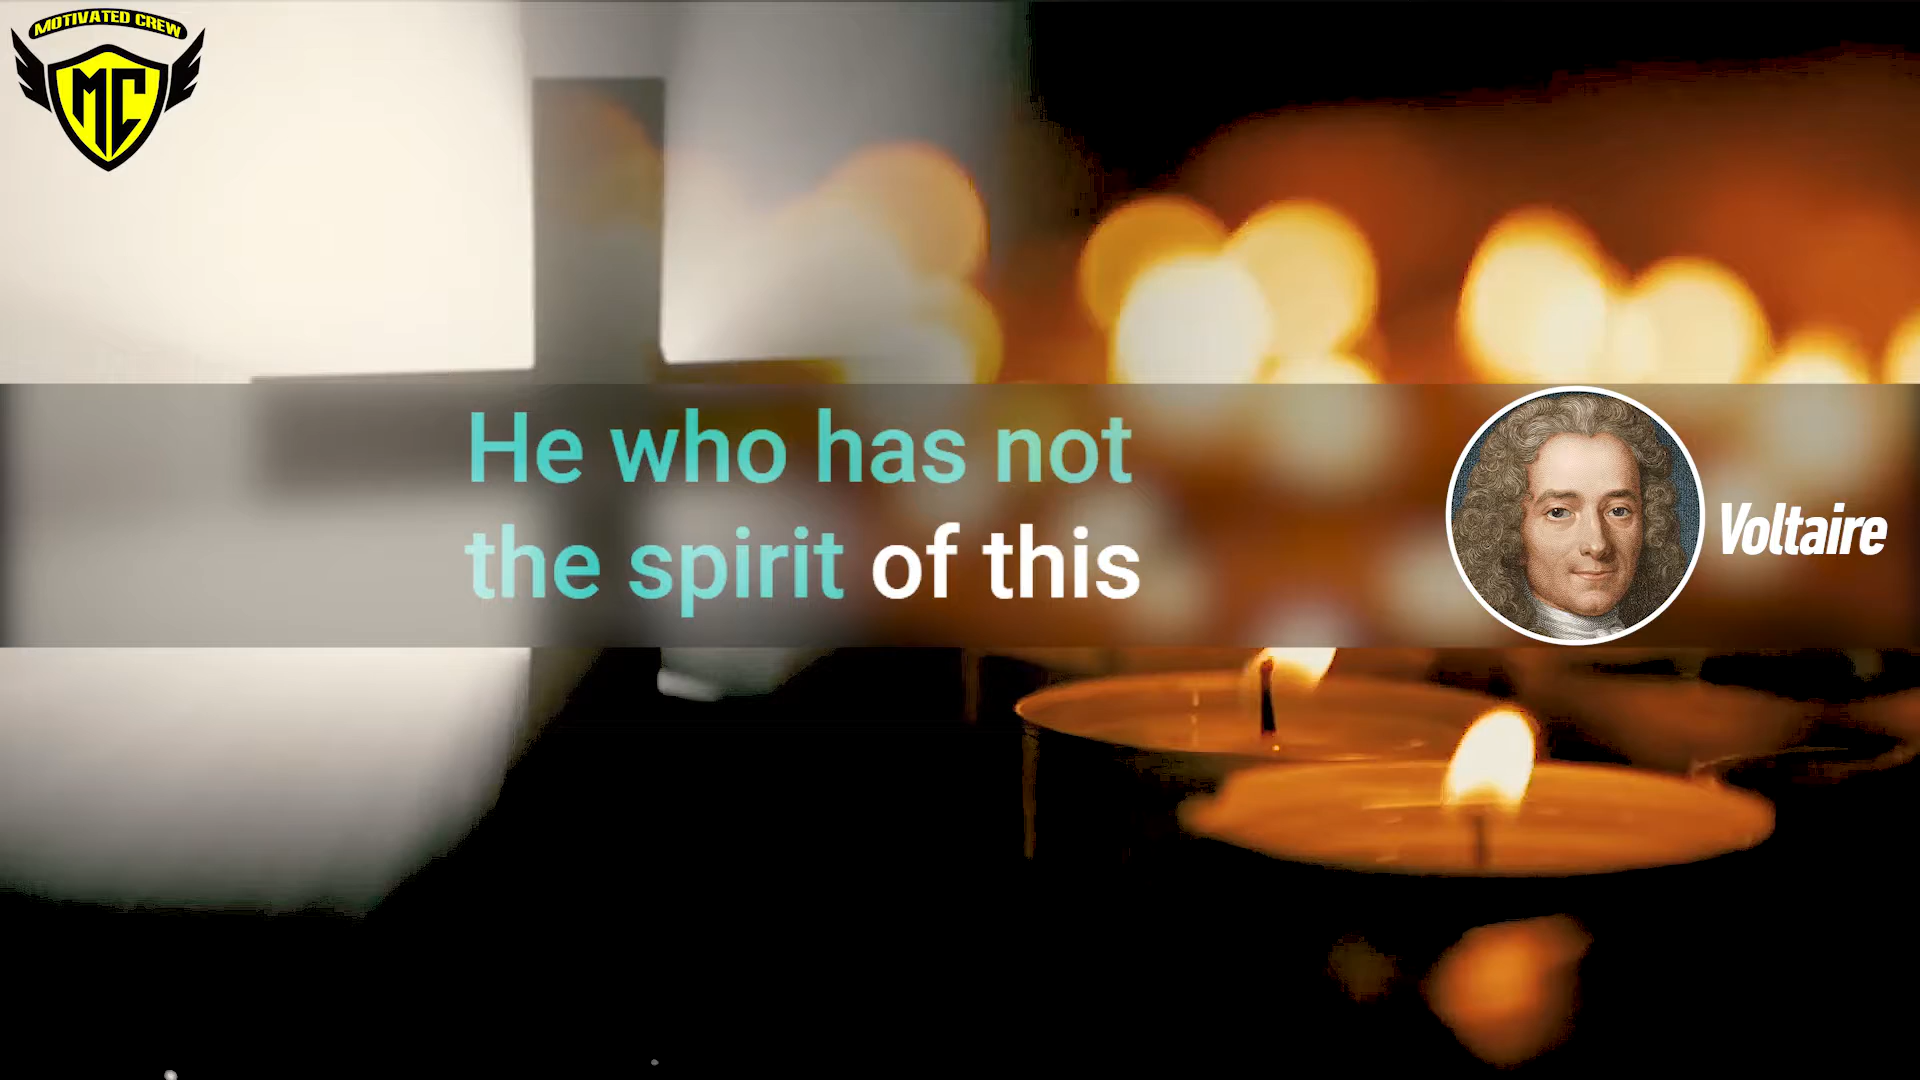 MOTIVATED CREW
MC
He who has not
the spirit of this
Voltaire